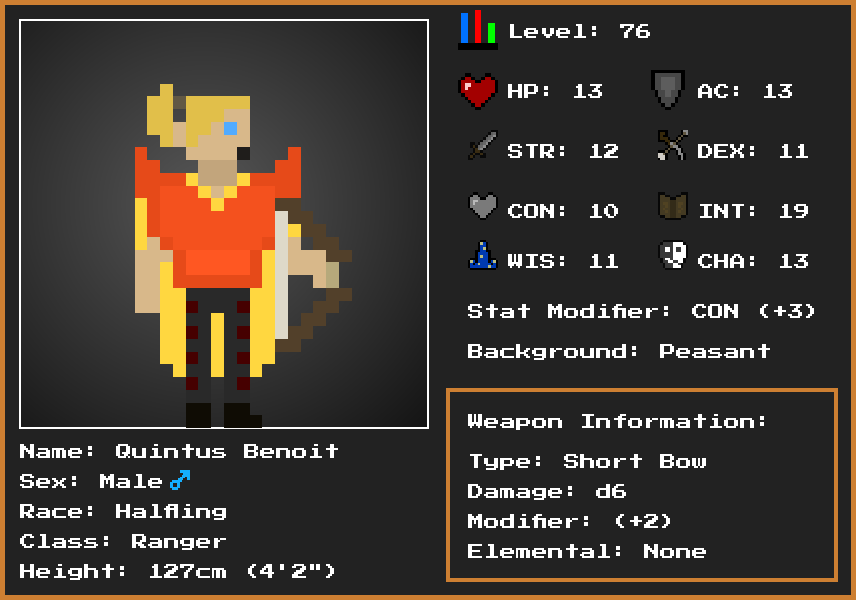 Level: 76
HP: 13 AC: 13
STR: 12 DEX: 11
CON: 10 INT: 19
WIS: 11 CHA: 13
Stat Modifier: CON (+3)
Background: Peasant
Weapon Information:
Type: Short Bow
Damage: d6
Modifier: (+2)
Elemental: None
Name: Quintus Benoit
Sex: Male ♂
Race: Halfling
Class: Ranger
Height: 127cm (4'2")